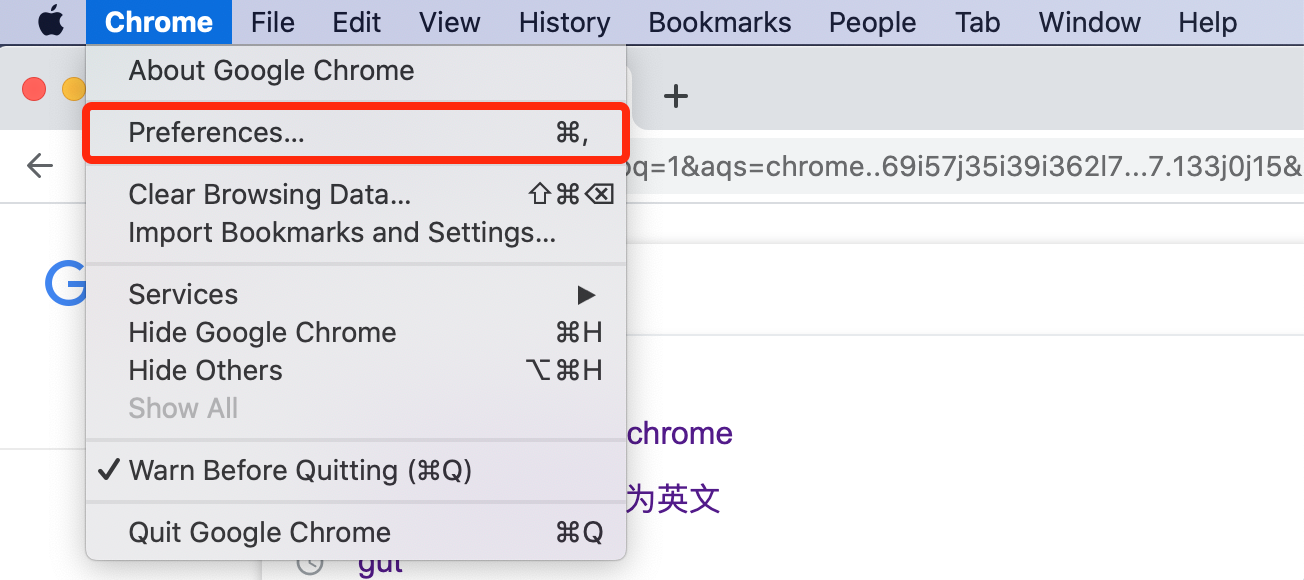 Chrome File Edit View History Bookmarks People Tab Window Help
About Google Chrome
Preferences... ⌘,
q=1&aqs=chrome..69i57j35i39i362l7...7.133j0j15&
Clear Browsing Data... ⇧⌘⌫
Import Bookmarks and Settings...
Services ▶
Hide Google Chrome ⌘H
Hide Others ⌥⌘H
Show All
chrome
✓ Warn Before Quitting (⌘Q)
为英文
Quit Google Chrome ⌘Q
gut